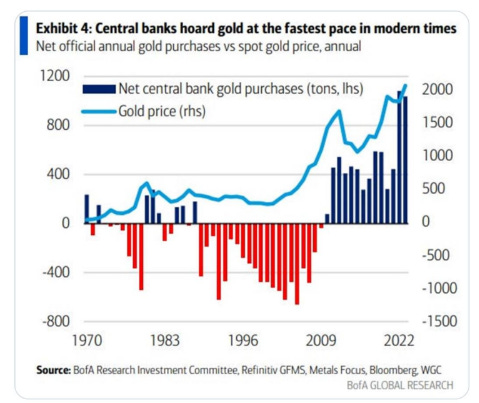 Exhibit 4: Central banks hoard gold at the fastest pace in modern times
Net official annual gold purchases vs spot gold price, annual
1200
800
400
0
-400
-800
Net central bank gold purchases (tons, lhs)
Gold price (rhs)
2000
1500
1000
500
0
-500
-1000
-1500
1970 1983 1996 2009 2022
Source: BofA Research Investment Committee, Refinitiv GFMS, Metals Focus, Bloomberg, WGC
BofA GLOBAL RESEARCH